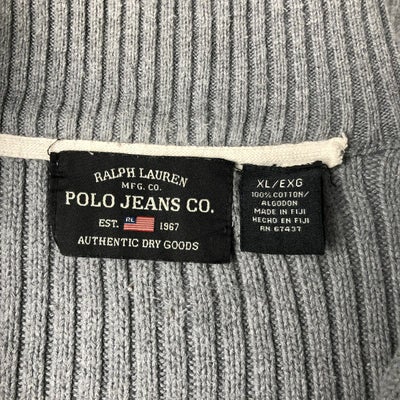 RALPH LAUREN
MFG. CO.
POLO JEANS CO.
EST. 1967
AUTHENTIC DRY GOODS
XL/EXG
100% COTTON/
ALGODON
MADE IN FIJI
HECHO EN FIJI
RN 67437